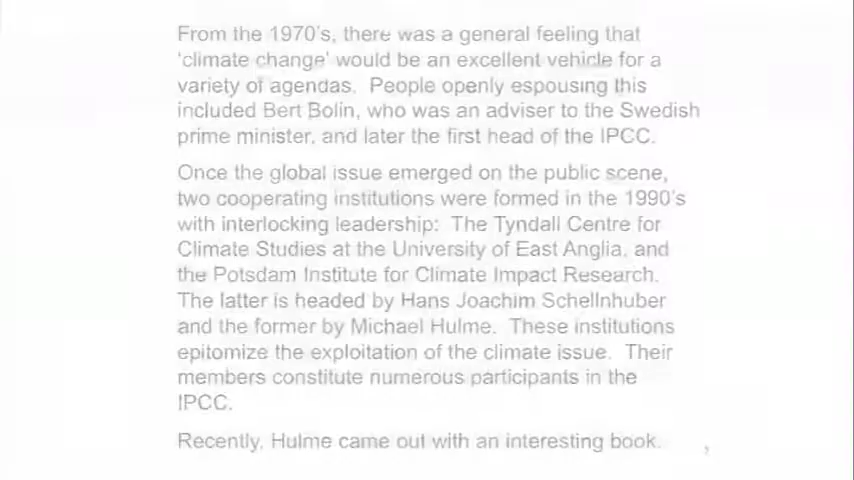 From the 1970's, there was a general feeling that
'climate change' would be an excellent vehicle for a
variety of agendas.  People openly espousing this
included Bert Bolin, who was an adviser to the Swedish
prime minister, and later the first head of the IPCC.
Once the global issue emerged on the public scene,
two cooperating institutions were formed in the 1990's
with interlocking leadership:  The Tyndall Centre for
Climate Studies at the University of East Anglia, and
the Potsdam Institute for Climate Impact Research.
The latter is headed by Hans Joachim Schellnhuber
and the former by Michael Hulme.  These institutions
epitomize the exploitation of the climate issue.  Their
members constitute numerous participants in the
IPCC.
Recently, Hulme came out with an interesting book. ,